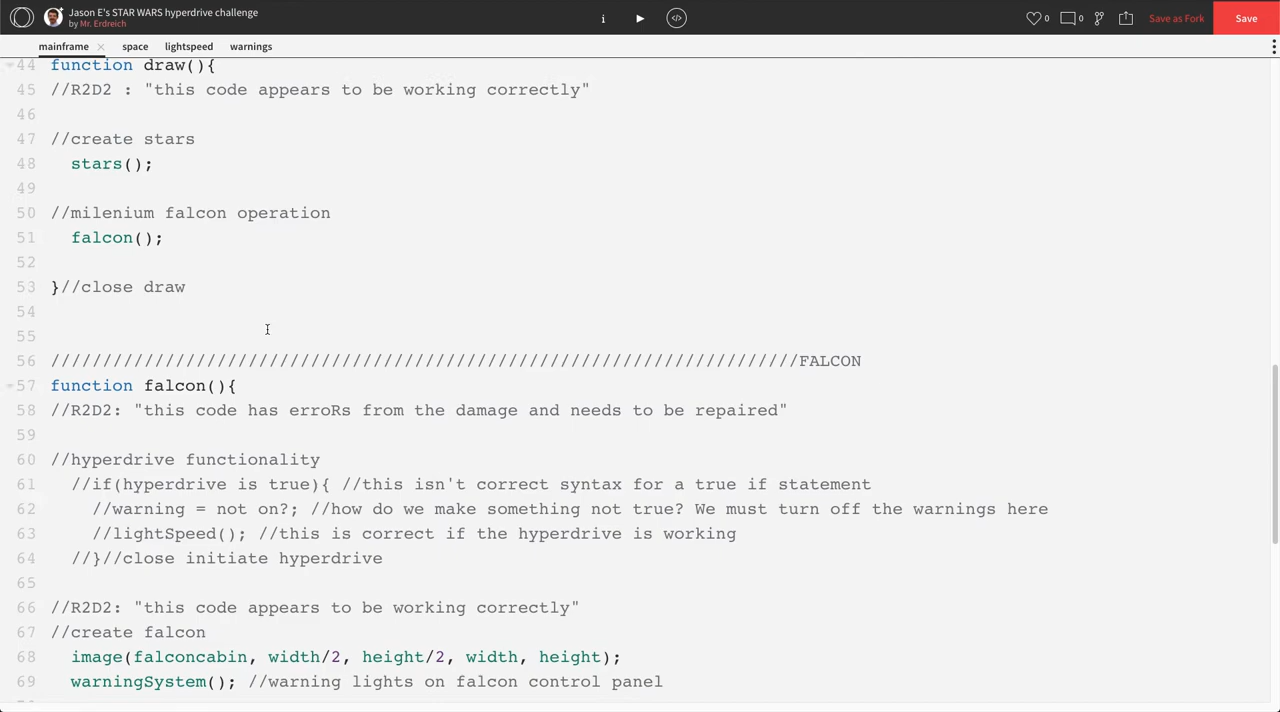 Jason E's STAR WARS hyperdrive challenge
by Mr. Erdreich
i
</>
0
0
Save as Fork
Save
mainframe ×
space
lightspeed
warnings
44 function draw(){
45 //R2D2 : "this code appears to be working correctly"
46
47 //create stars
48 stars();
49
50 //milenium falcon operation
51 falcon();
52
53 }//close draw
54
55
56 ////////////////////////////////////////////////////////////////////////FALCON
57 function falcon(){
58 //R2D2: "this code has erroRs from the damage and needs to be repaired"
59
60 //hyperdrive functionality
61 //if(hyperdrive is true){ //this isn't correct syntax for a true if statement
62 //warning = not on?; //how do we make something not true? We must turn off the warnings here
63 //lightSpeed(); //this is correct if the hyperdrive is working
64 //}//close initiate hyperdrive
65
66 //R2D2: "this code appears to be working correctly"
67 //create falcon
68 image(falconcabin, width/2, height/2, width, height);
69 warningSystem(); //warning lights on falcon control panel